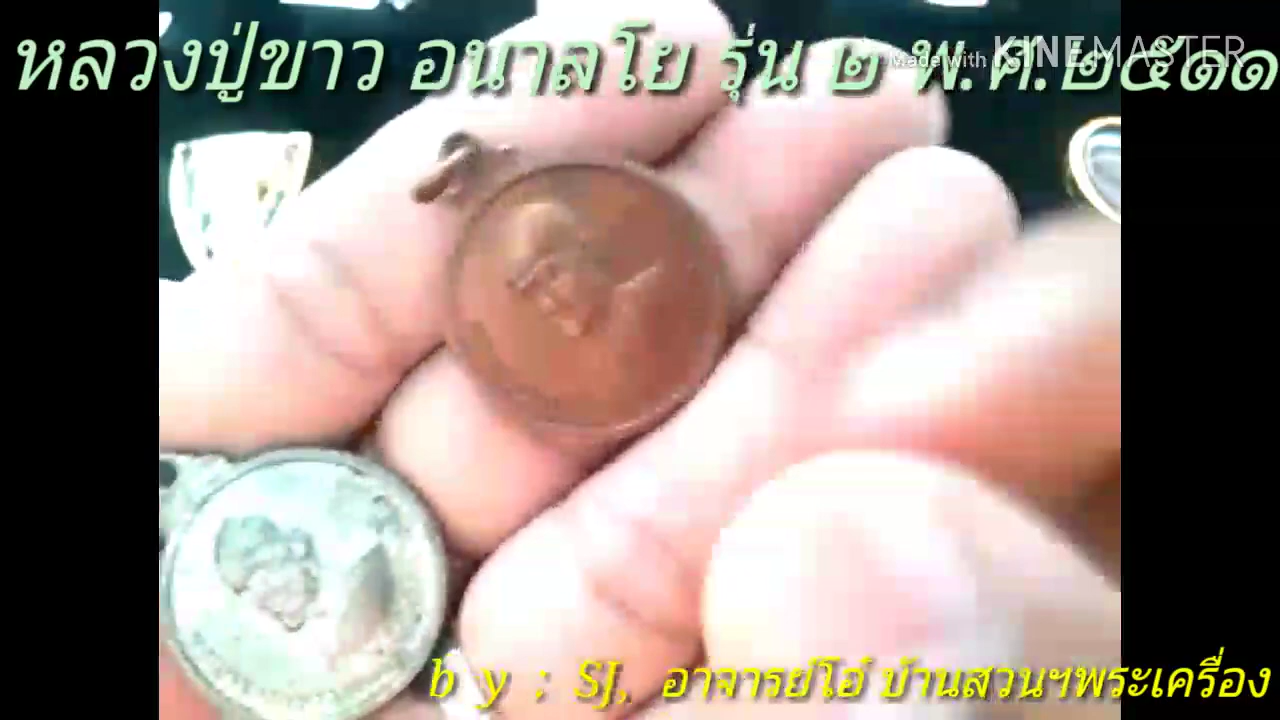 หลวงปู่ขาว อนาลโย รุ่น ๒ พ.ศ.๒๕๑๑
Made with KINEMASTER
b y : SJ, อาจารย์โอ๋ บ้านสวนฯพระเครื่อง